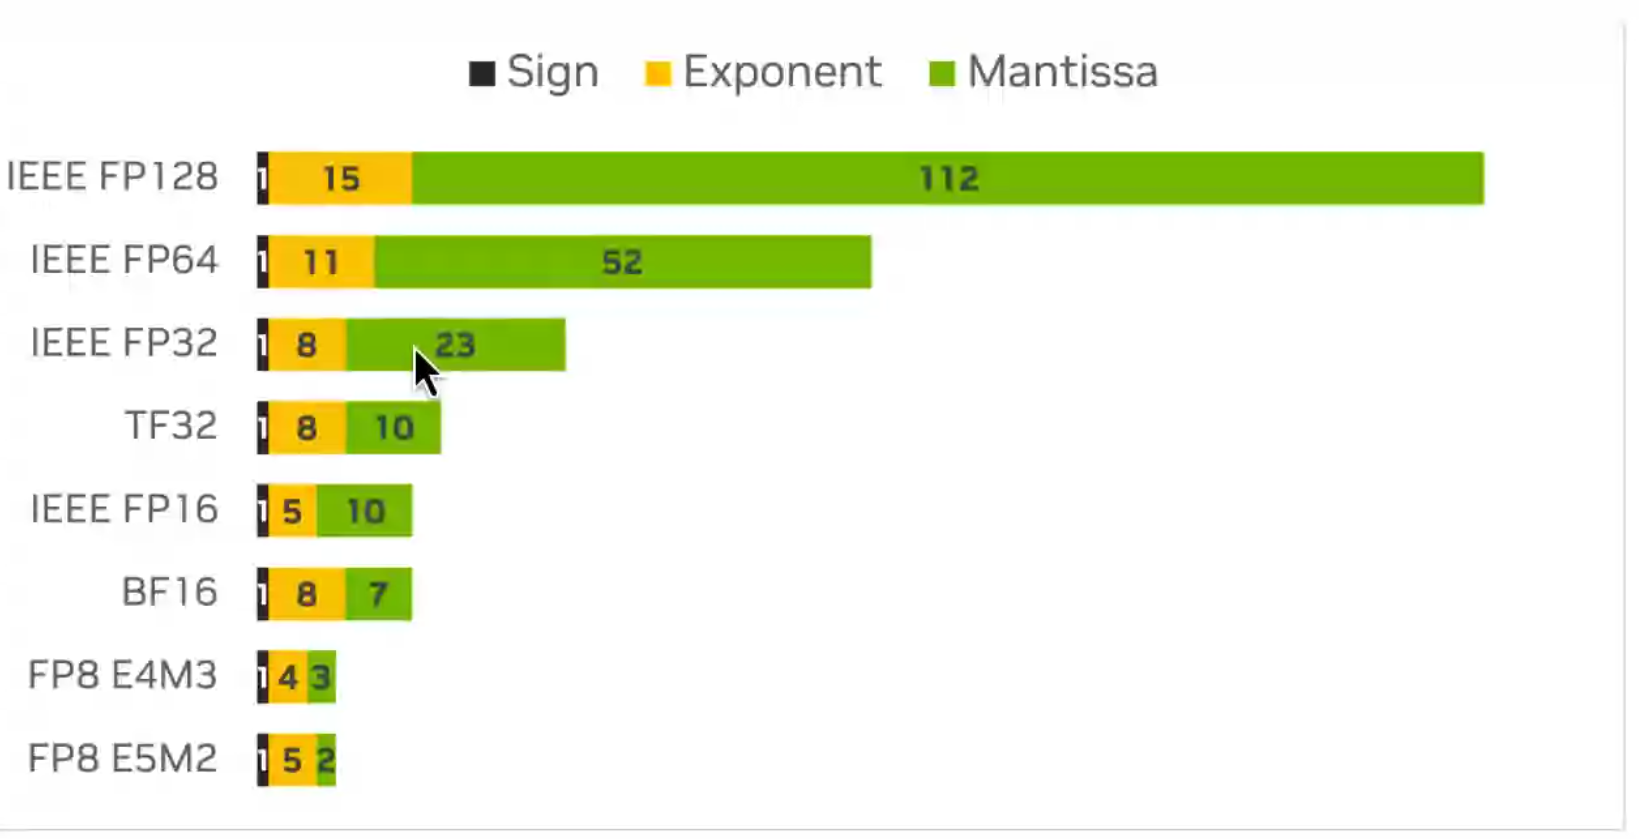 Sign Exponent Mantissa
IEEE FP128 1 15 112
IEEE FP64 1 11 52
IEEE FP32 1 8 23
TF32 1 8 10
IEEE FP16 1 5 10
BF16 1 8 7
FP8 E4M3 1 4 3
FP8 E5M2 1 5 2